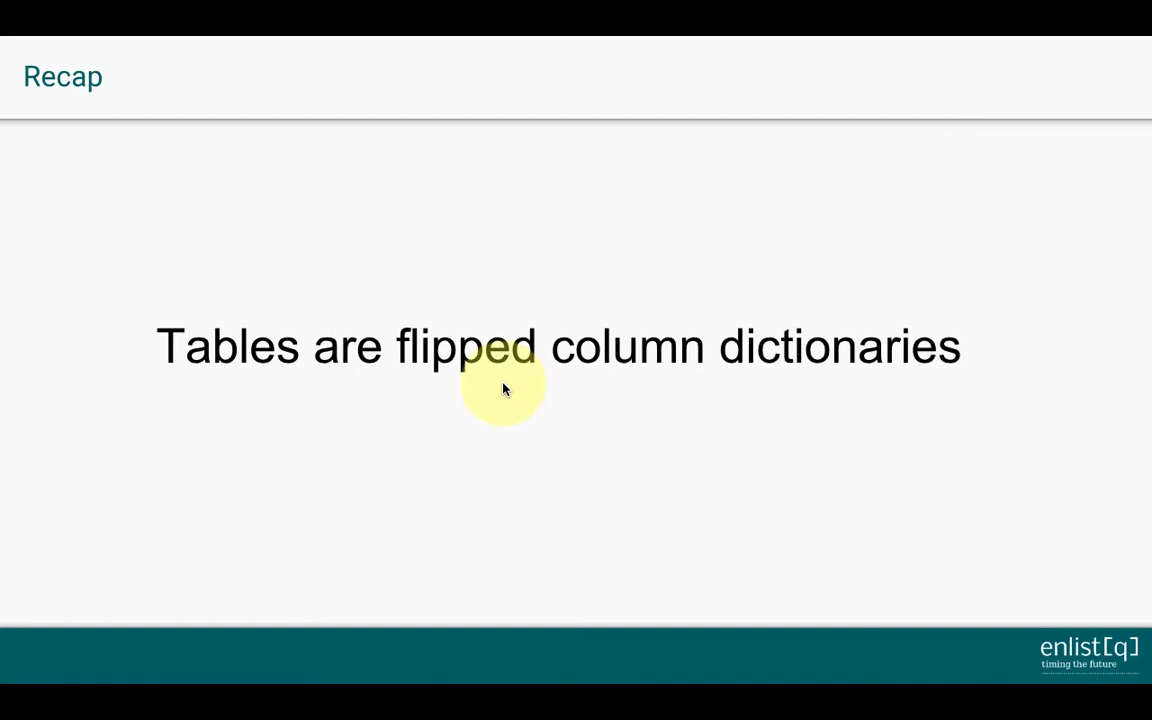 Recap
Tables are flipped column dictionaries
enlist[q]
timing the future